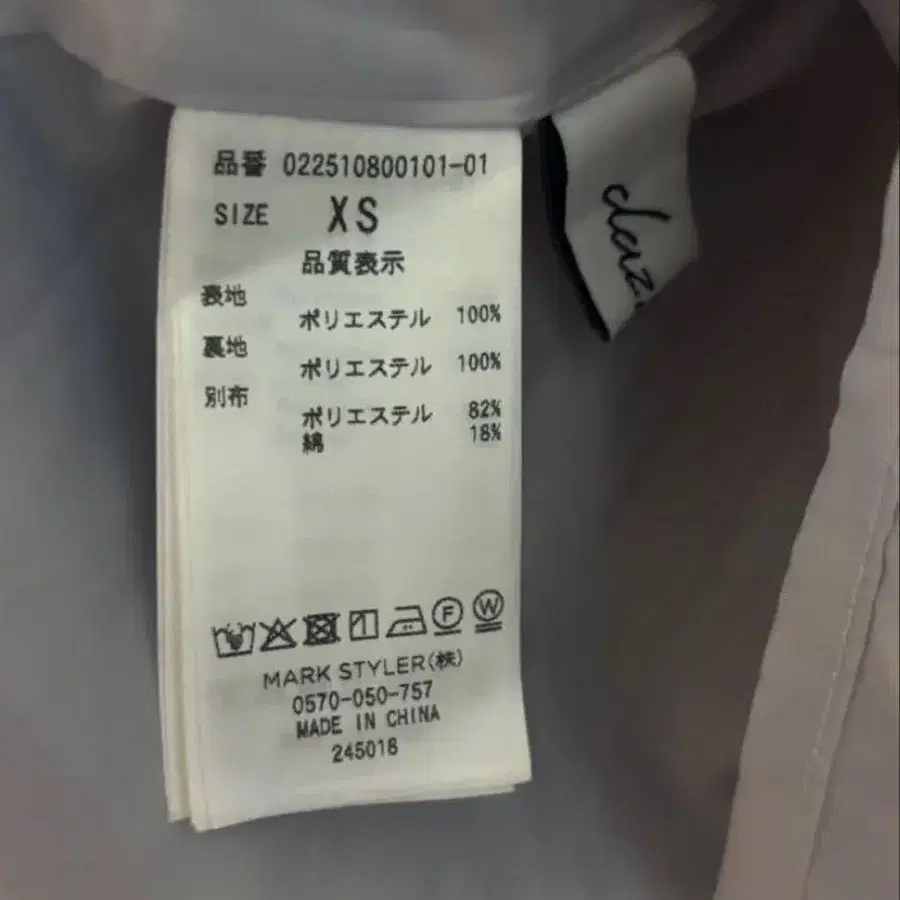 品番 022510800101-01
SIZE XS
品質表示
表地
ポリエステル 100%
裏地
ポリエステル 100%
別布
ポリエステル 82%
綿 18%
F W
MARK STYLER(株)
0570-050-757
MADE IN CHINA
245018
daz